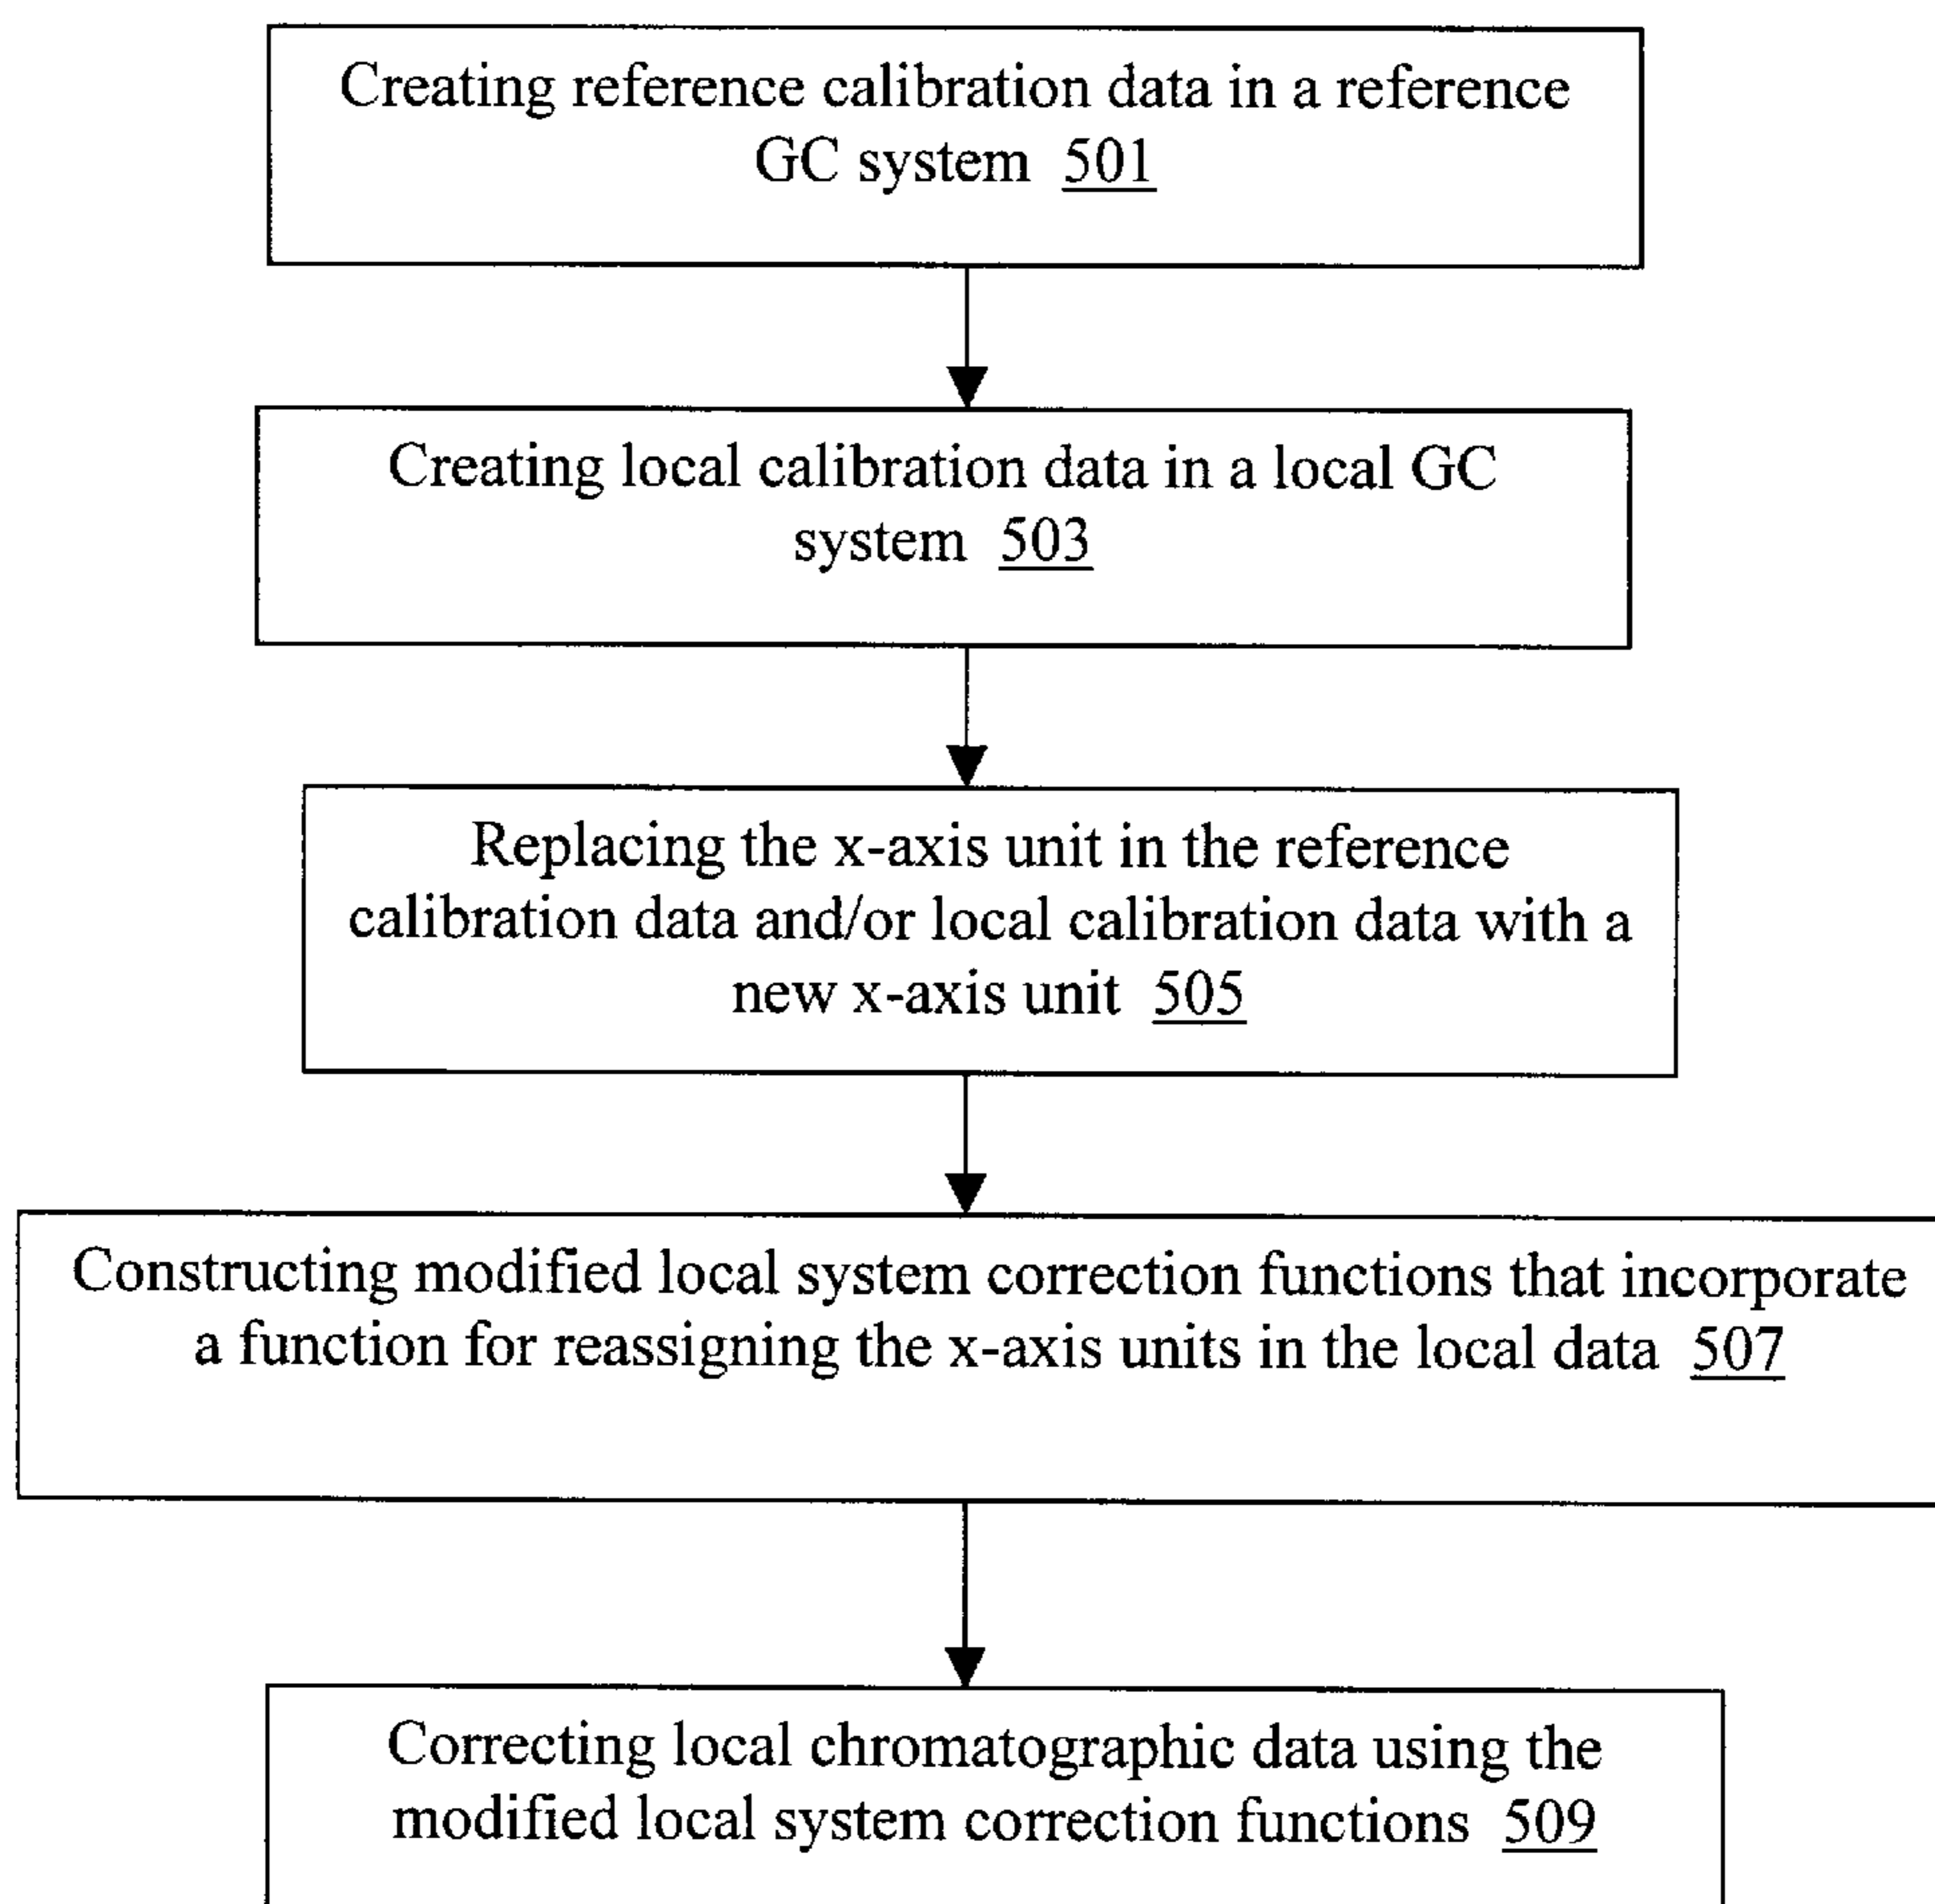 Creating reference calibration data in a reference
GC system 501
Creating local calibration data in a local GC
system 503
Replacing the x-axis unit in the reference
calibration data and/or local calibration data with a
new x-axis unit 505
Constructing modified local system correction functions that incorporate
a function for reassigning the x-axis units in the local data 507
Correcting local chromatographic data using the
modified local system correction functions 509